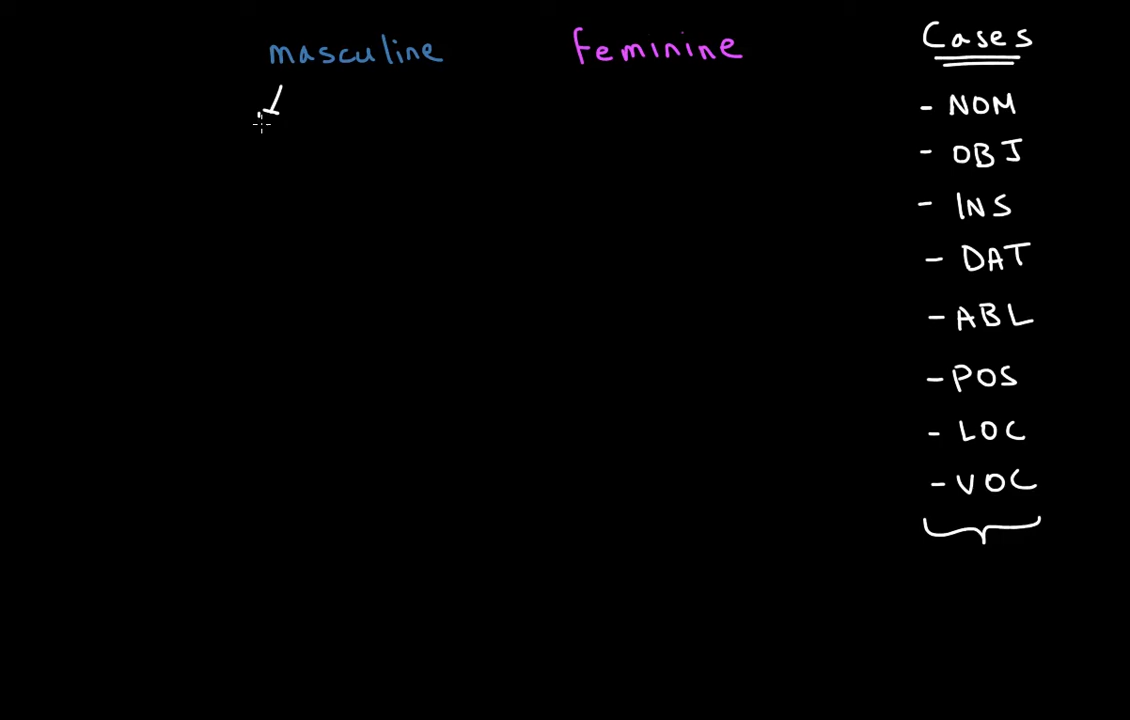 masculine
feminine
Cases
- NOM
- OBJ
- INS
- DAT
- ABL
- POS
- LOC
- VOC